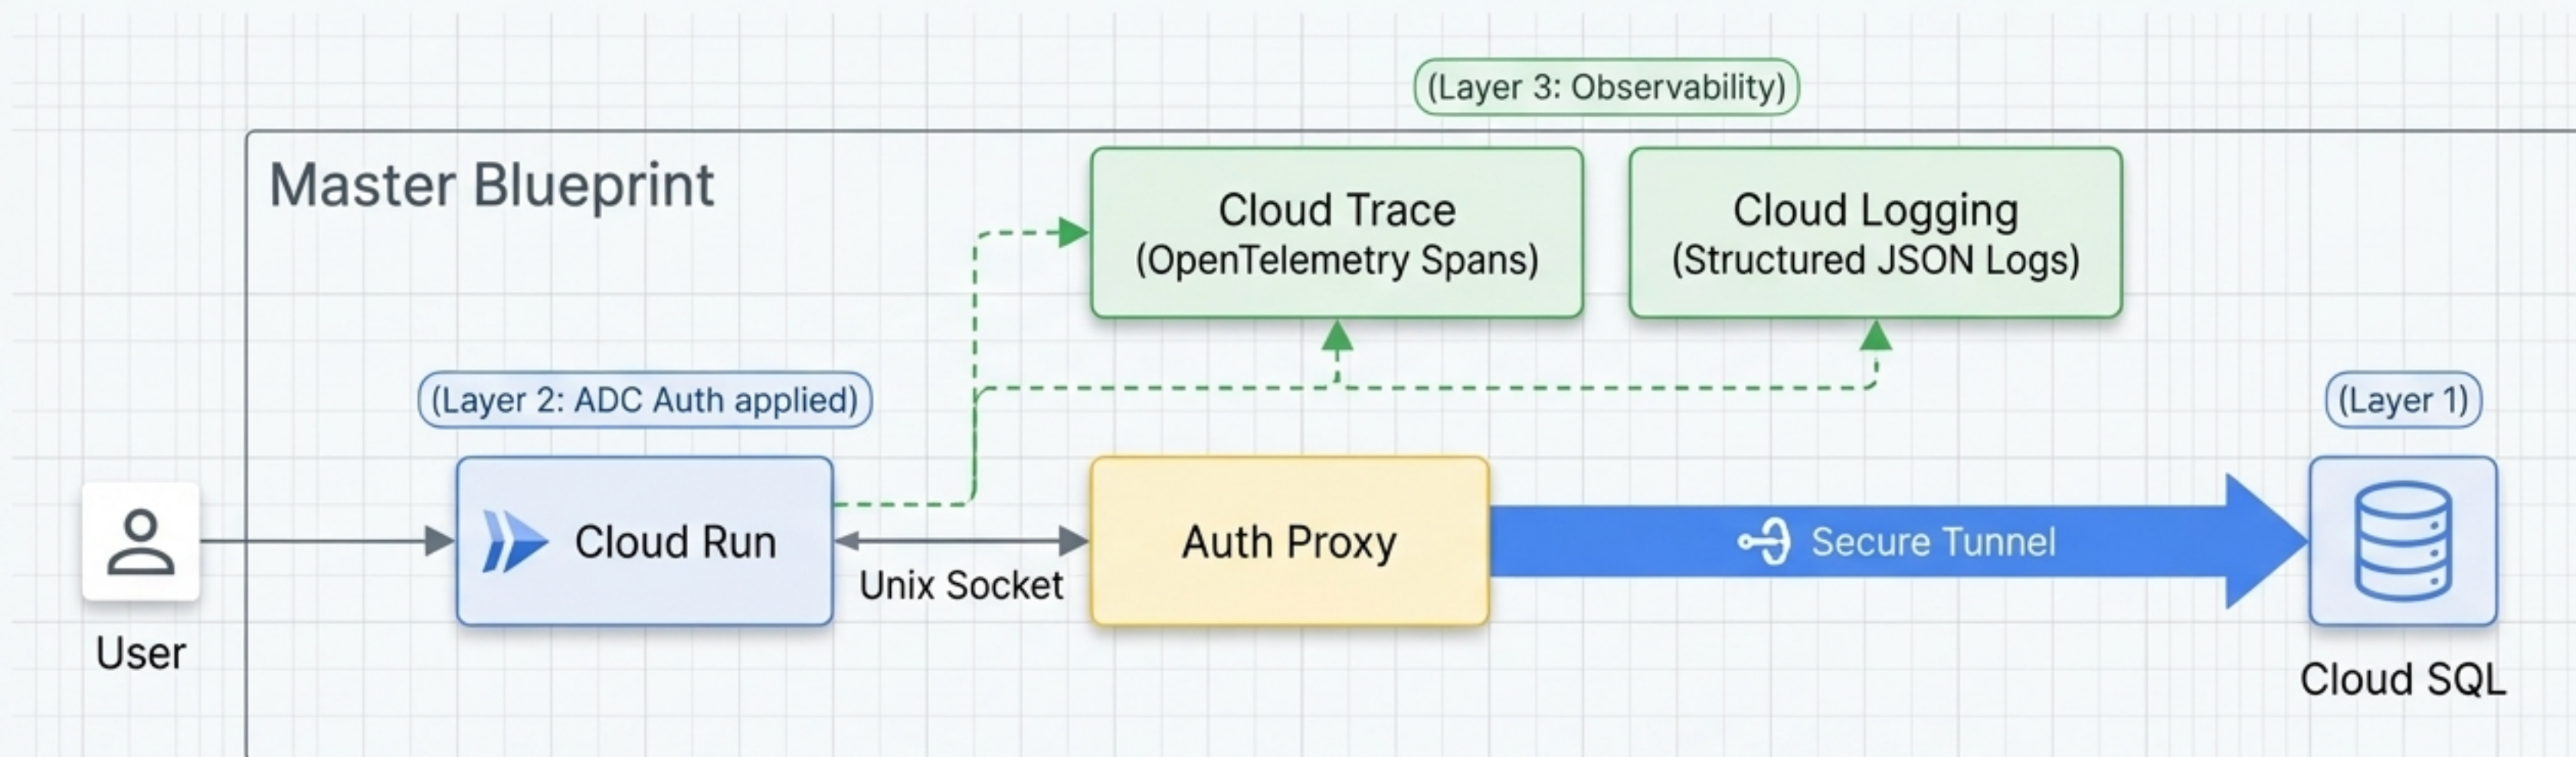 (Layer 3: Observability)
Master Blueprint
Cloud Trace
(OpenTelemetry Spans)
Cloud Logging
(Structured JSON Logs)
(Layer 2: ADC Auth applied)
(Layer 1)
User
Cloud Run
Unix Socket
Auth Proxy
Secure Tunnel
Cloud SQL